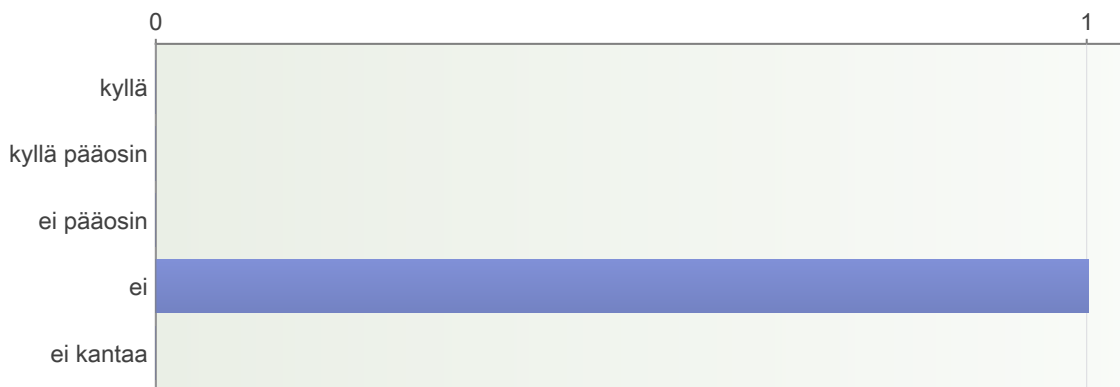 0 1
kyllä
kyllä pääosin
ei pääosin
ei
ei kantaa